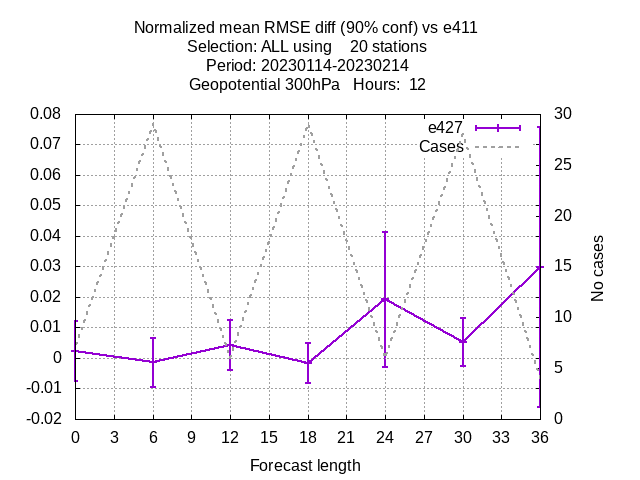 Normalized mean RMSE diff (90% conf) vs e411
Selection: ALL using    20 stations
Period: 20230114-20230214
Geopotential 300hPa   Hours:  12
e427
Cases
0.08
0.07
0.06
0.05
0.04
0.03
0.02
0.01
0
-0.01
-0.02
30
25
20
15
10
5
0
No cases
0 3 6 9 12 15 18 21 24 27 30 33 36
Forecast length